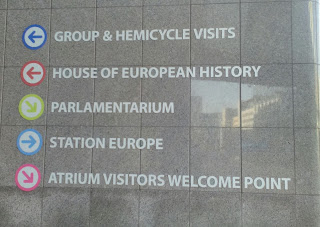 GROUP & HEMICYCLE VISITS
HOUSE OF EUROPEAN HISTORY
PARLAMENTARIUM
STATION EUROPE
ATRIUM VISITORS WELCOME POINT